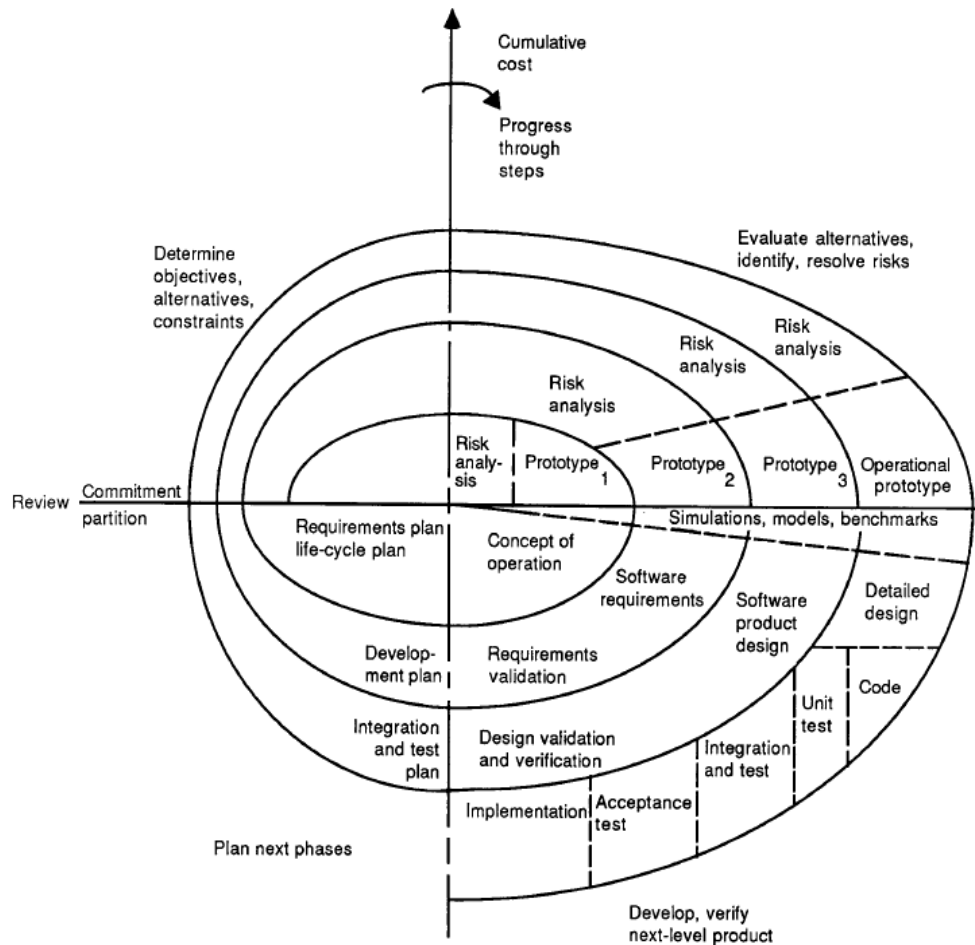 Cumulative
cost
Progress
through
steps
Determine
objectives,
alternatives,
constraints
Evaluate alternatives,
identify, resolve risks
Risk
analysis
Risk
analysis
Risk
analysis
Risk
analy-
sis
Prototype
1
Prototype
2
Prototype
3
Operational
prototype
Review
Commitment
partition
Simulations, models, benchmarks
Requirements plan
life-cycle plan
Concept of
operation
Software
requirements
Software
product
design
Detailed
design
Develop-
ment plan
Requirements
validation
Code
Unit
test
Integration
and test
plan
Design validation
and verification
Integration
and test
Implementation
Acceptance
test
Plan next phases
Develop, verify
next-level product